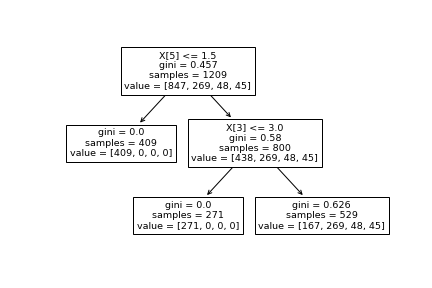 X[5] <= 1.5
gini = 0.457
samples = 1209
value = [847, 269, 48, 45]
gini = 0.0
samples = 409
value = [409, 0, 0, 0]
X[3] <= 3.0
gini = 0.58
samples = 800
value = [438, 269, 48, 45]
gini = 0.0
samples = 271
value = [271, 0, 0, 0]
gini = 0.626
samples = 529
value = [167, 269, 48, 45]